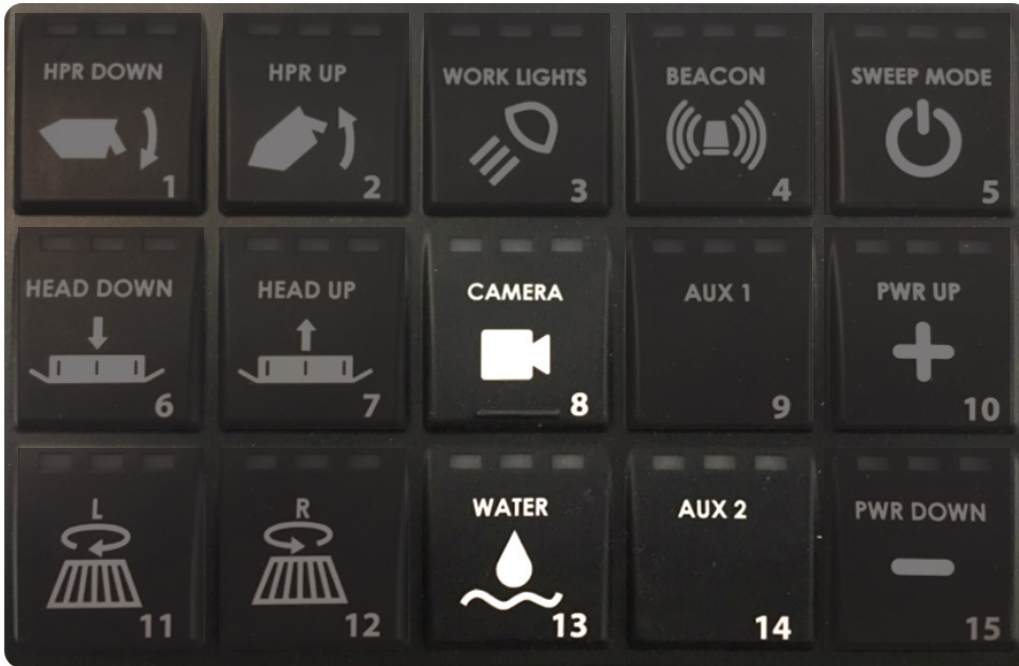 HPR DOWN
1
HPR UP
2
WORK LIGHTS
3
BEACON
4
SWEEP MODE
5
HEAD DOWN
6
HEAD UP
7
CAMERA
8
AUX 1
9
PWR UP
10
L
11
R
12
WATER
13
AUX 2
14
PWR DOWN
15